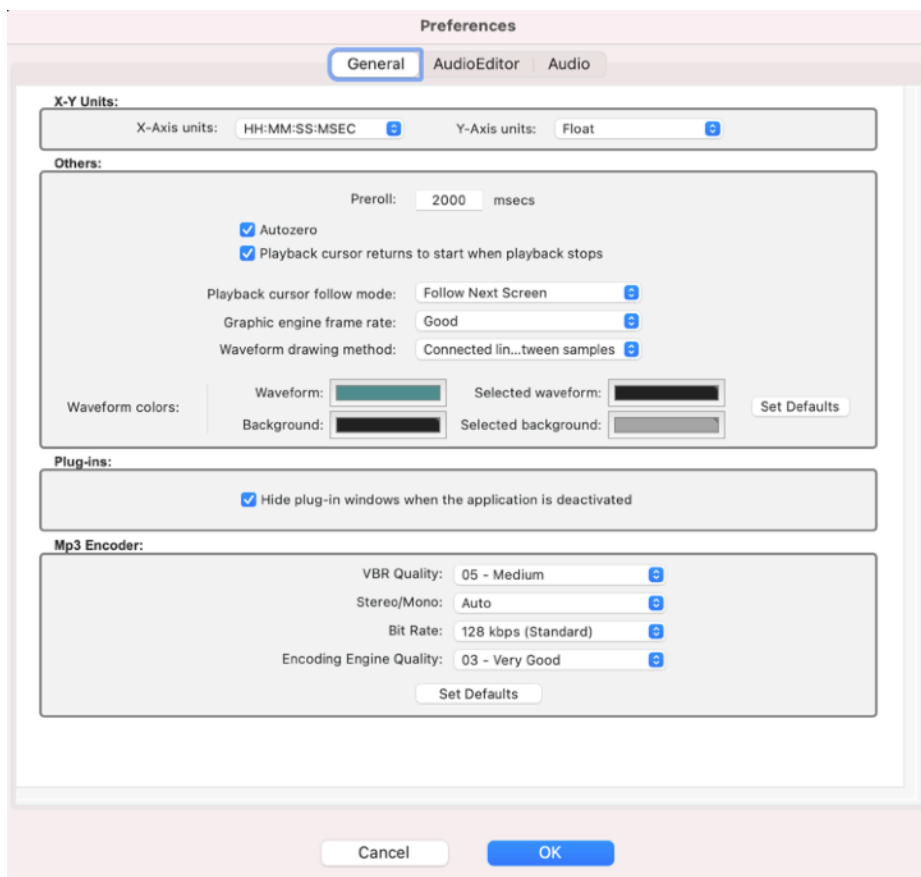 Preferences
General AudioEditor Audio
X-Y Units:
X-Axis units: HH:MM:SS:MSEC Y-Axis units: Float
Others:
Preroll: 2000 msecs
Autozero
Playback cursor returns to start when playback stops
Playback cursor follow mode: Follow Next Screen
Graphic engine frame rate: Good
Waveform drawing method: Connected lin...tween samples
Waveform colors: Waveform: Selected waveform: Set Defaults
Background: Selected background:
Plug-ins:
Hide plug-in windows when the application is deactivated
Mp3 Encoder:
VBR Quality: 05 - Medium
Stereo/Mono: Auto
Bit Rate: 128 kbps (Standard)
Encoding Engine Quality: 03 - Very Good
Set Defaults
Cancel OK